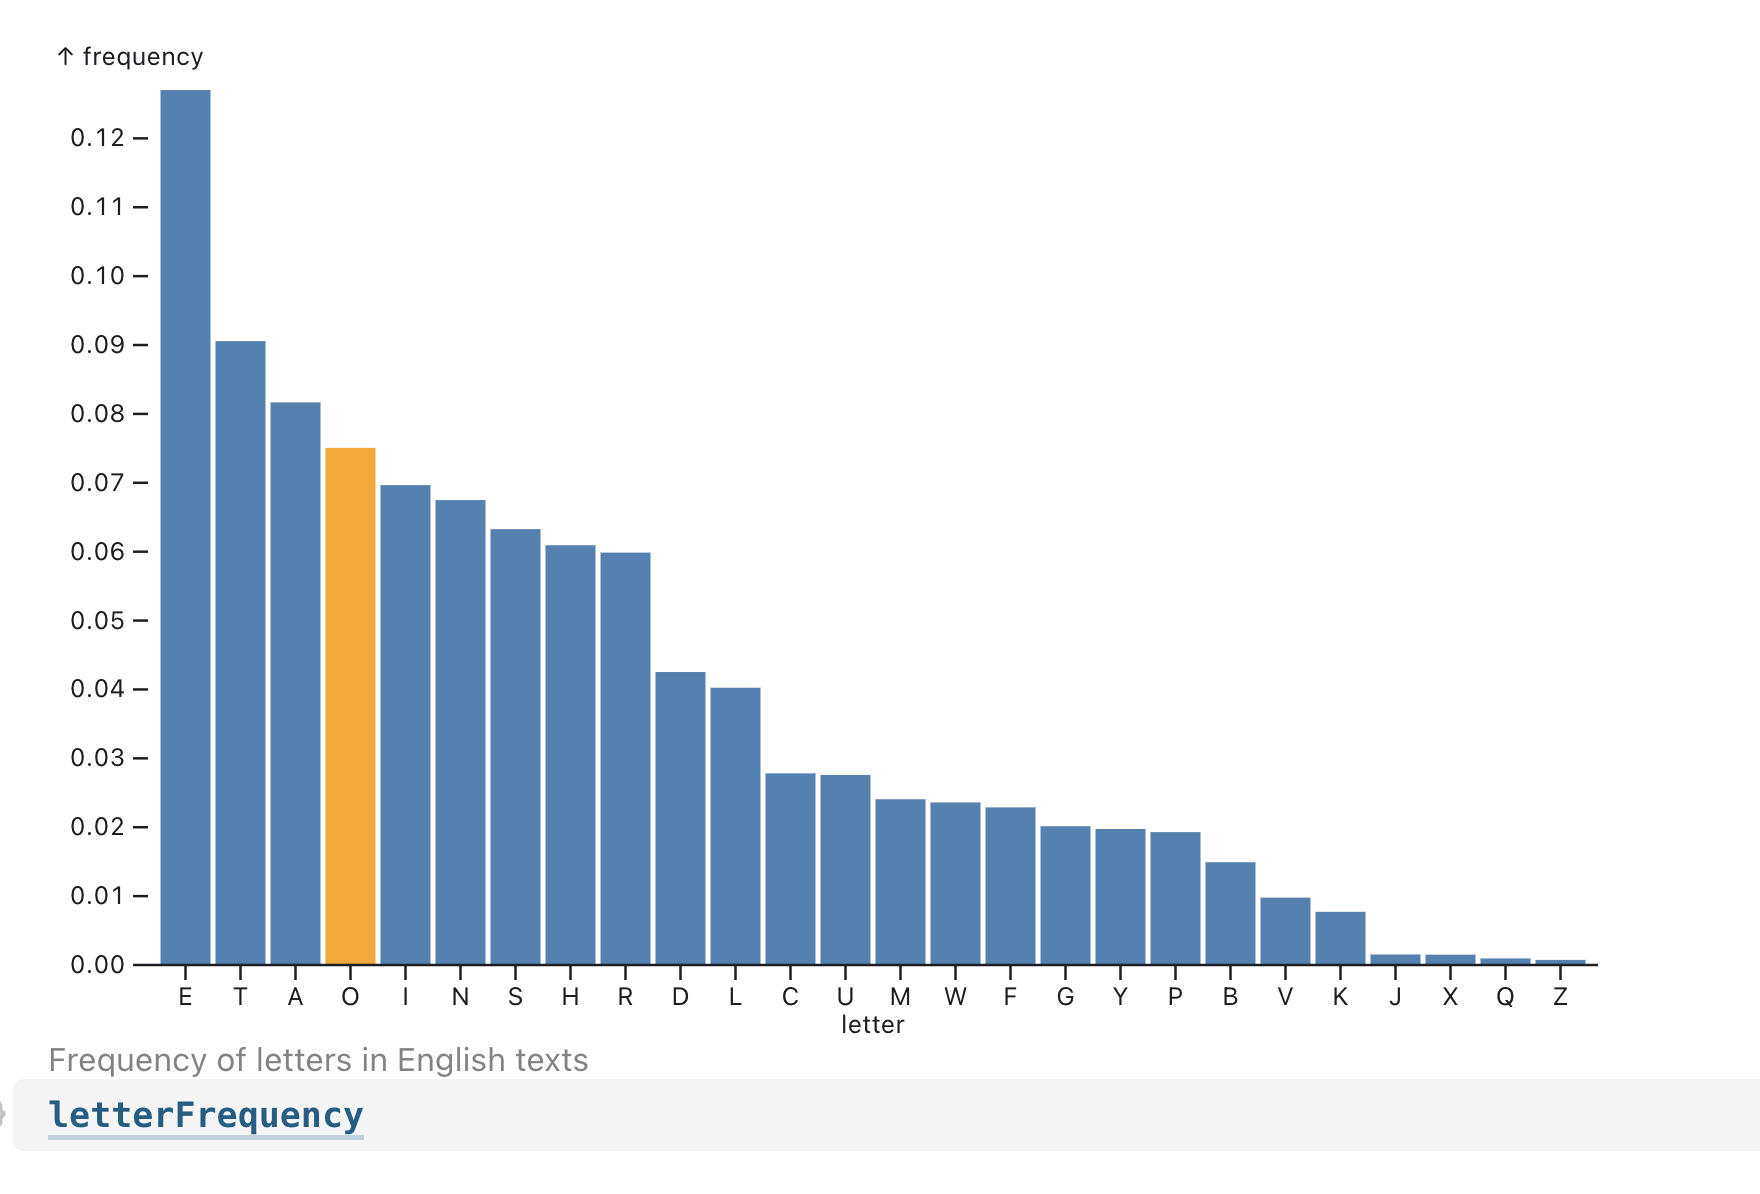 ↑ frequency
0.12
0.11
0.10
0.09
0.08
0.07
0.06
0.05
0.04
0.03
0.02
0.01
0.00
E T A O I N S H R D L C U M W F G Y P B V K J X Q Z
letter
Frequency of letters in English texts
letterFrequency